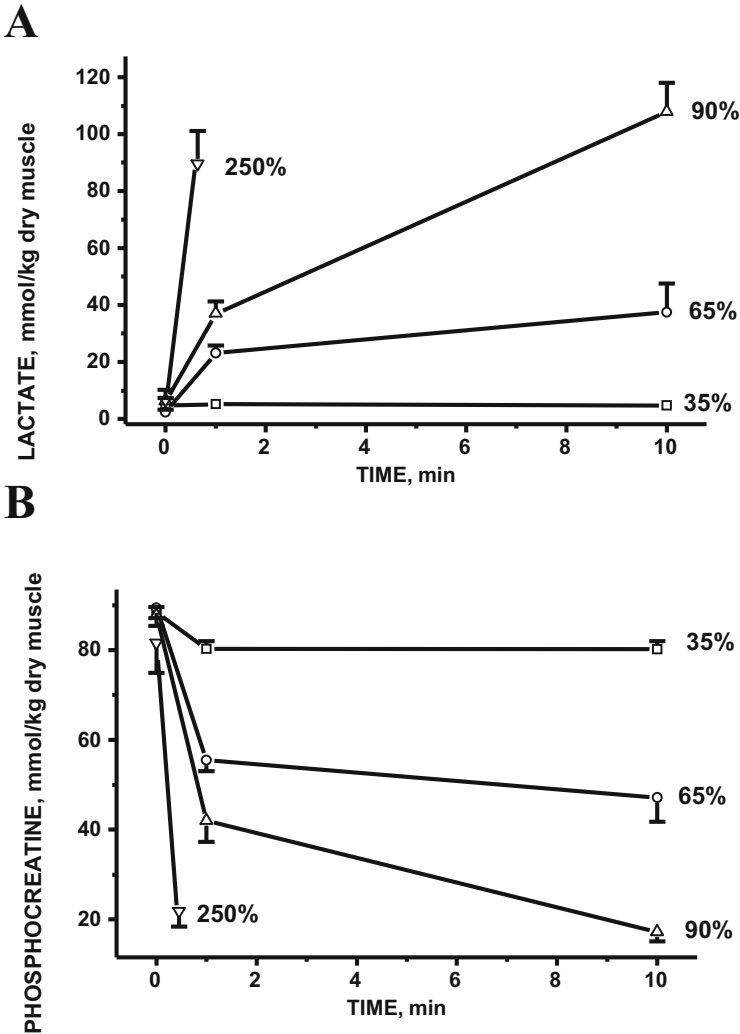 A
LACTATE, mmol/kg dry muscle
120
100
80
60
40
20
0
250%
90%
65%
35%
0 2 4 6 8 10
TIME, min
B
PHOSPHOCREATINE, mmol/kg dry muscle
80
60
40
20
35%
65%
250%
90%
0 2 4 6 8 10
TIME, min